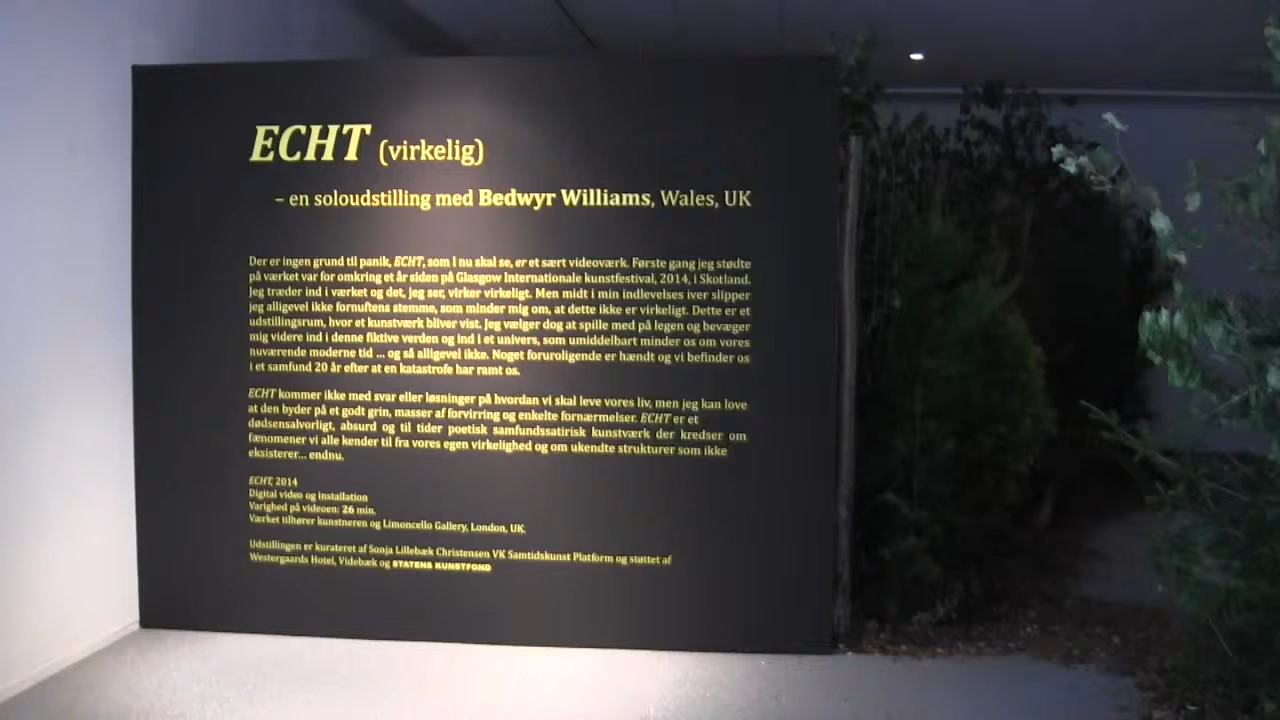 ECHT (virkelig)
– en soloudstilling med Bedwyr Williams, Wales, UK
Der er ingen grund til panik, ECHT, som I nu skal se, er et sært videoværk. Første gang jeg stødte
på værket var for omkring et år siden på Glasgow Internationale kunstfestival, 2014, i Skotland.
Jeg træder ind i værket og det, jeg ser, virker virkeligt. Men midt i min indlevelses iver slipper
jeg alligevel ikke fornuftens stemme, som minder mig om, at dette ikke er virkeligt. Dette er et
udstillingsrum, hvor et kunstværk bliver vist. Jeg vælger dog at spille med på legen og bevæger
mig videre ind i denne fiktive verden og ind i et univers, som umiddelbart minder os om vores
nuværende moderne tid ... og så alligevel ikke. Noget foruroligende er hændt og vi befinder os
i et samfund 20 år efter at en katastrofe har ramt os.
ECHT kommer ikke med svar eller løsninger på hvordan vi skal leve vores liv, men jeg kan love
at den byder på et godt grin, masser af forvirring og enkelte fornærmelser. ECHT er et
dødsensalvorligt, absurd og til tider poetisk samfundssatirisk kunstværk der kredser om
fænomener vi alle kender til fra vores egen virkelighed og om ukendte strukturer som ikke
eksisterer... endnu.
ECHT, 2014
Digital video og installation
Varighed på videoen: 26 min.
Værket tilhører kunstneren og Limoncello Gallery, London, UK.
Udstillingen er kurateret af Sonja Lillebæk Christensen VK Samtidskunst Platform og støttet af
Westergaards Hotel, Videbæk og STATENS KUNSTFOND